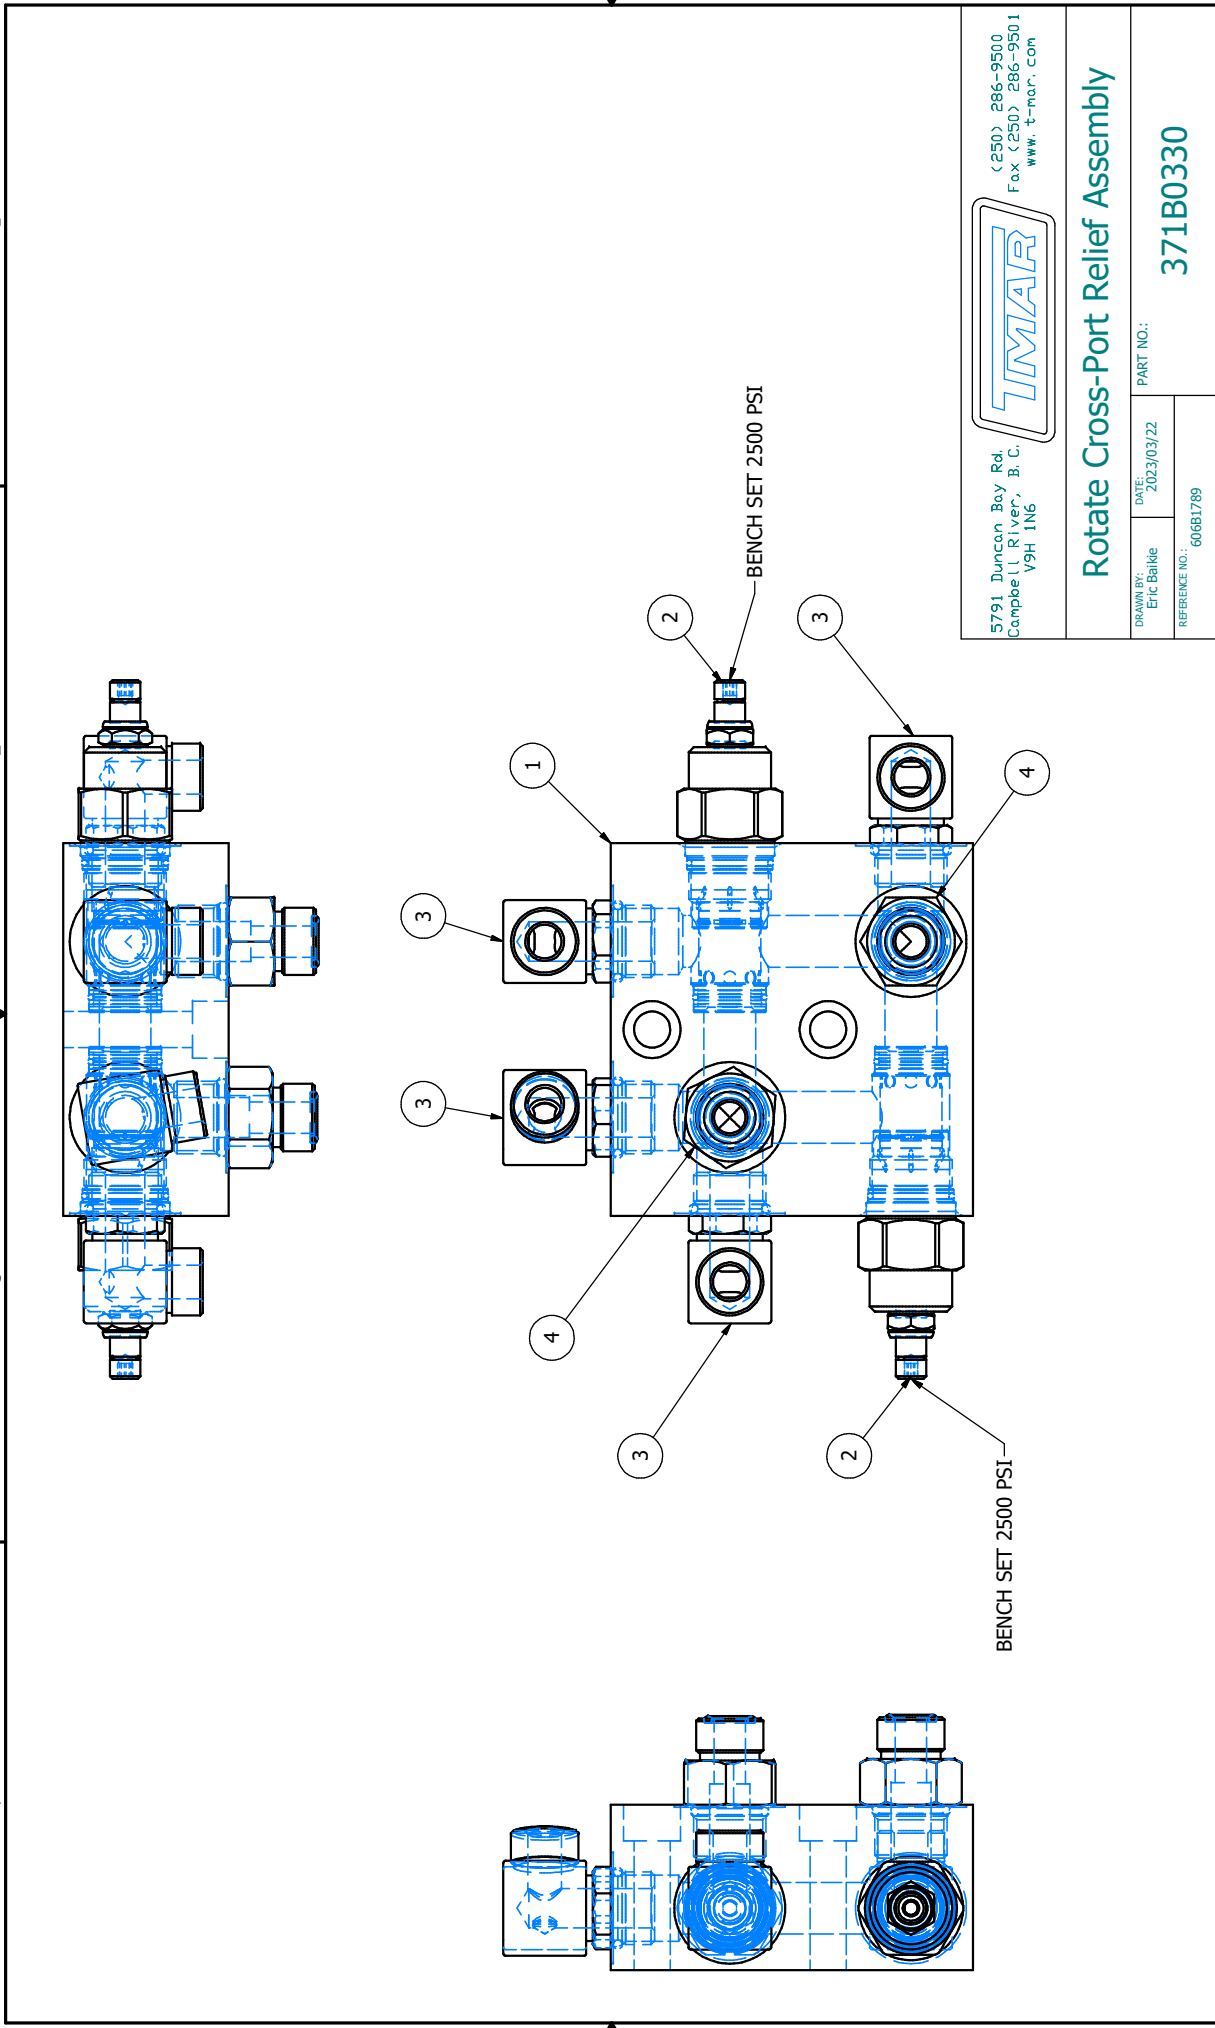 5791 Duncan Bay Rd.
Campbell River, B.C.
V9H 1N6
TMAR
(250) 286-9500
Fax (250) 286-9501
www.t-mar.com
Rotate Cross-Port Relief Assembly
DRAWN BY:
Eric Baikie
DATE:
2023/03/22
PART NO.:
371B0330
REFERENCE NO.:
606B1789
1
2
BENCH SET 2500 PSI
3
4
3
3
4
3
2
BENCH SET 2500 PSI